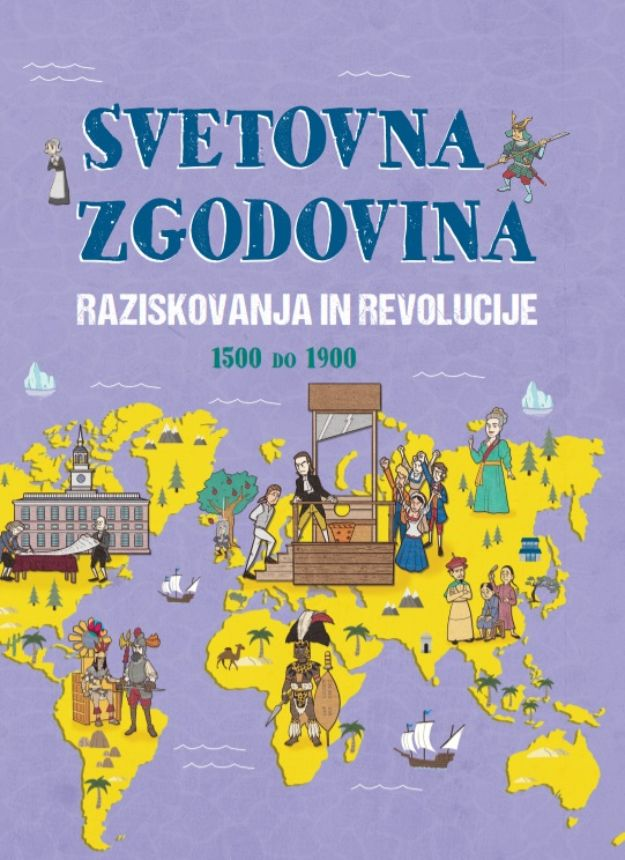 SVETOVNA
ZGODOVINA
RAZISKOVANJA IN REVOLUCIJE
1500 DO 1900